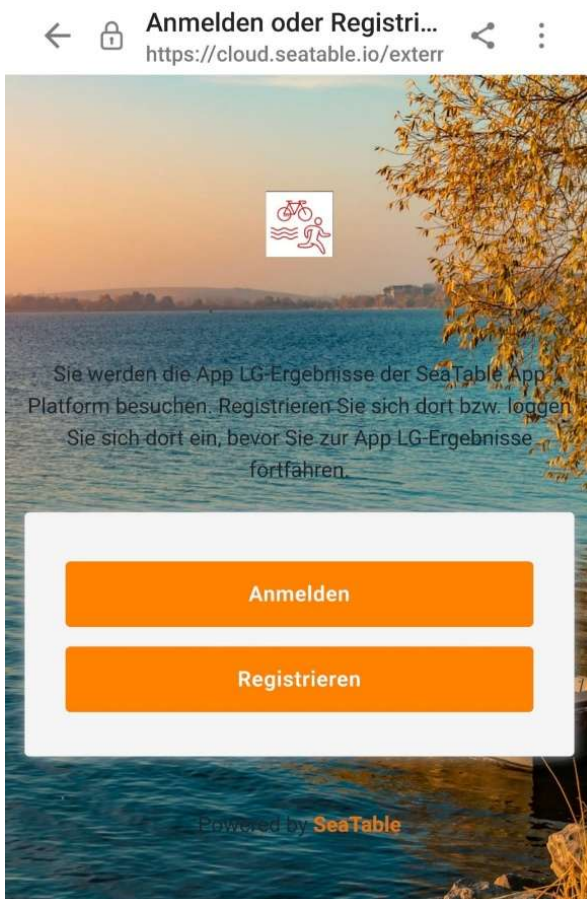 Anmelden oder Registri...
https://cloud.seatable.io/exterr
Sie werden die App LG-Ergebnisse der SeaTable App
Platform besuchen. Registrieren Sie sich dort bzw. loggen
Sie sich dort ein, bevor Sie zur App LG-Ergebnisse
fortfahren.
Anmelden
Registrieren
Powered by SeaTable